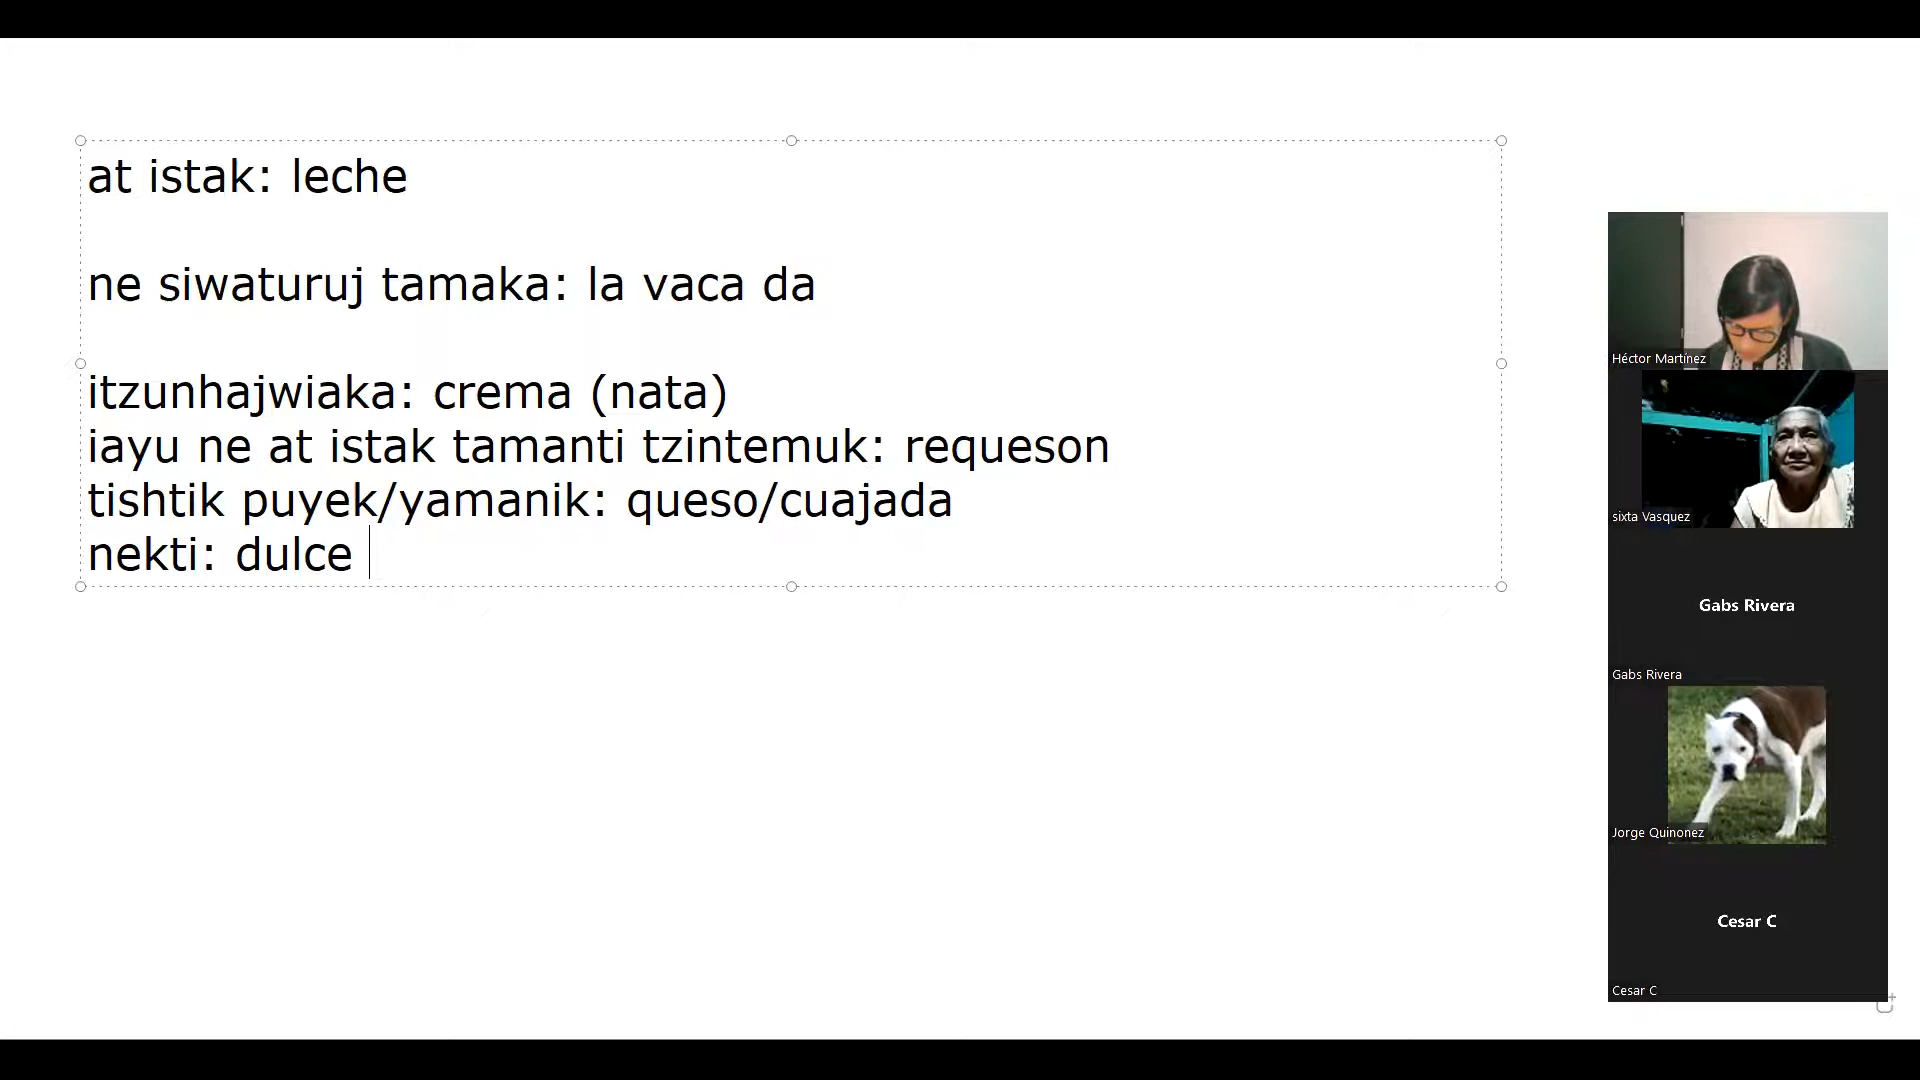 at istak: leche
ne siwaturuj tamaka: la vaca da
itzunhajwiaka: crema (nata)
iayu ne at istak tamanti tzintemuk: requeson
tishtik puyek/yamanik: queso/cuajada
nekti: dulce
Héctor Martínez
sixta Vasquez
Gabs Rivera
Gabs Rivera
Jorge Quinonez
Cesar C
Cesar C